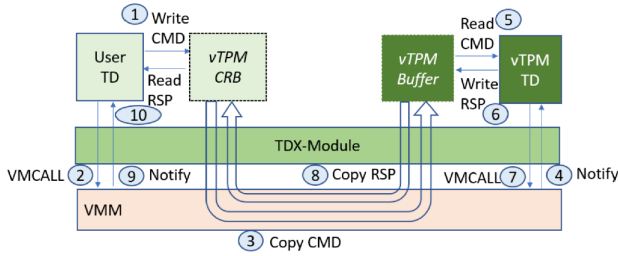 1 Write
CMD
Read 5
CMD
User
TD
vTPM
CRB
vTPM
Buffer
vTPM
TD
Read
RSP
Write
RSP
10
6
TDX-Module
VMCALL 2
9 Notify
8 Copy RSP
VMCALL 7
4 Notify
VMM
3 Copy CMD